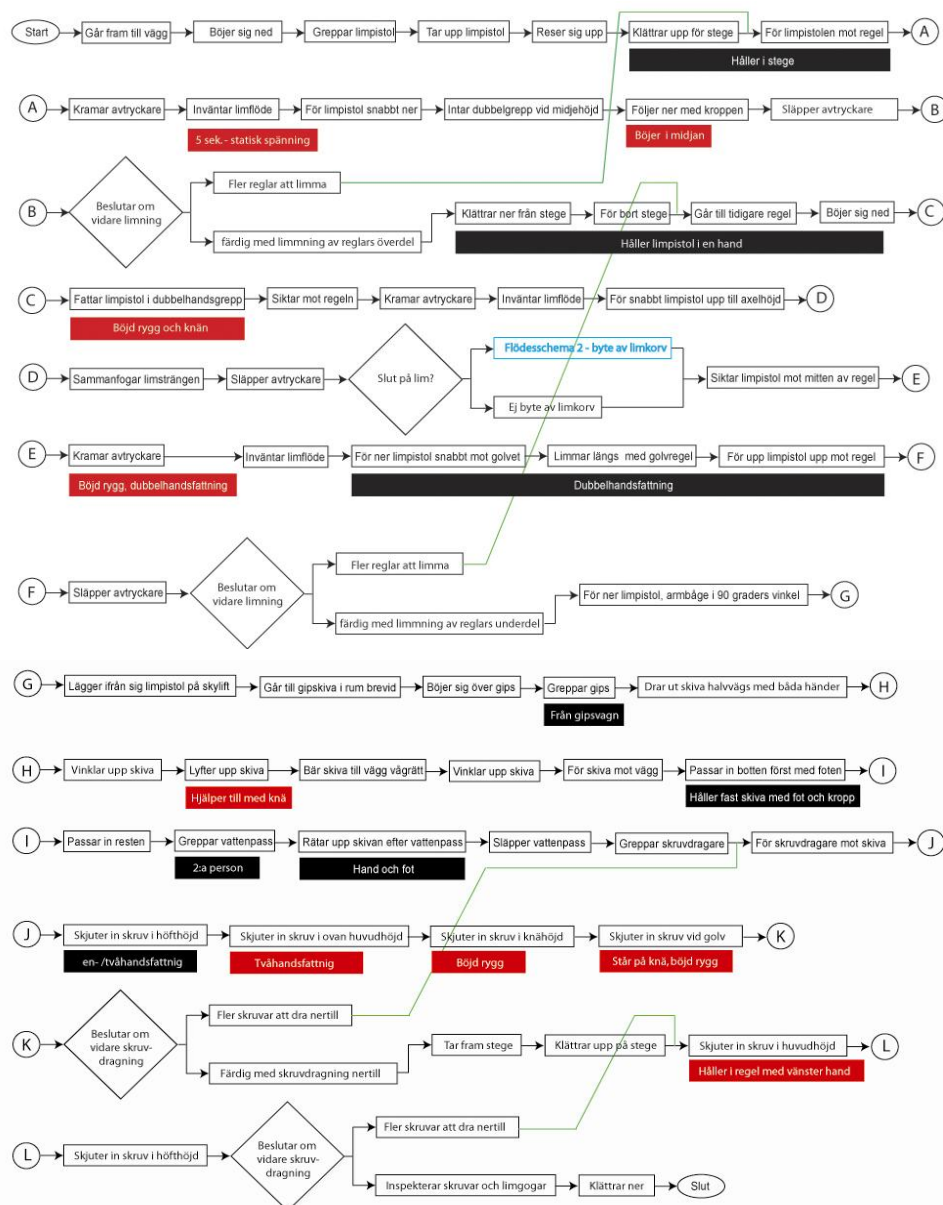 Start
Går fram till vägg
Böjer sig ned
Greppar limpistol
Tar upp limpistol
Reser sig upp
Klättrar upp för stege
För limpistolen mot regel
A
Håller i stege
A
Kramar avtryckare
Inväntar limflöde
För limpistol snabbt ner
Intar dubbelgrepp vid midjehöjd
Följer ner med kroppen
Släpper avtryckare
B
5 sek. - statisk spänning
Böjer i midjan
B
Beslutar om
vidare limning
Fler reglar att limma
färdig med limmning av reglars överdel
Klättrar ner från stege
För bort stege
Går till tidigare regel
Böjer sig ned
C
Håller limpistol i en hand
C
Fattar limpistol i dubbelhandsgrepp
Siktar mot regeln
Kramar avtryckare
Inväntar limflöde
För snabbt limpistol upp till axelhöjd
D
Böjd rygg och knän
D
Sammanfogar limsträngen
Släpper avtryckare
Slut på lim?
Flödesschema 2 - byte av limkorv
Ej byte av limkorv
Siktar limpistol mot mitten av regel
E
E
Kramar avtryckare
Inväntar limflöde
För ner limpistol snabbt mot golvet
Limmar längs med golvregel
För upp limpistol upp mot regel
F
Böjd rygg, dubbelhandsfattning
Dubbelhandsfattning
F
Släpper avtryckare
Beslutar om
vidare limning
Fler reglar att limma
färdig med limmning av reglars underdel
För ner limpistol, armbåge i 90 graders vinkel
G
G
Lägger ifrån sig limpistol på skylift
Går till gipskiva i rum brevid
Böjer sig över gips
Greppar gips
Drar ut skiva halvvägs med båda händer
H
Från gipsvagn
H
Vinklar upp skiva
Lyfter upp skiva
Bär skiva till vägg vågrätt
Vinklar upp skiva
För skiva mot vägg
Passar in botten först med foten
I
Hjälper till med knä
Håller fast skiva med fot och kropp
I
Passar in resten
Greppar vattenpass
Rätar upp skivan efter vattenpass
Släpper vattenpass
Greppar skruvdragare
För skruvdragare mot skiva
J
2:a person
Hand och fot
J
Skjuter in skruv i höfthöjd
Skjuter in skruv i ovan huvudhöjd
Skjuter in skruv i knähöjd
Skjuter in skruv vid golv
K
en- /tvåhandsfattnig
Tvåhandsfattnig
Böjd rygg
Står på knä, böjd rygg
K
Beslutar om
vidare skruv-
dragning
Fler skruvar att dra nertill
Färdig med skruvdragning nertill
Tar fram stege
Klättrar upp på stege
Skjuter in skruv i huvudhöjd
L
Håller i regel med vänster hand
L
Skjuter in skruv i höfthöjd
Beslutar om
vidare skruv-
dragning
Fler skruvar att dra nertill
Inspekterar skruvar och limgogar
Klättrar ner
Slut